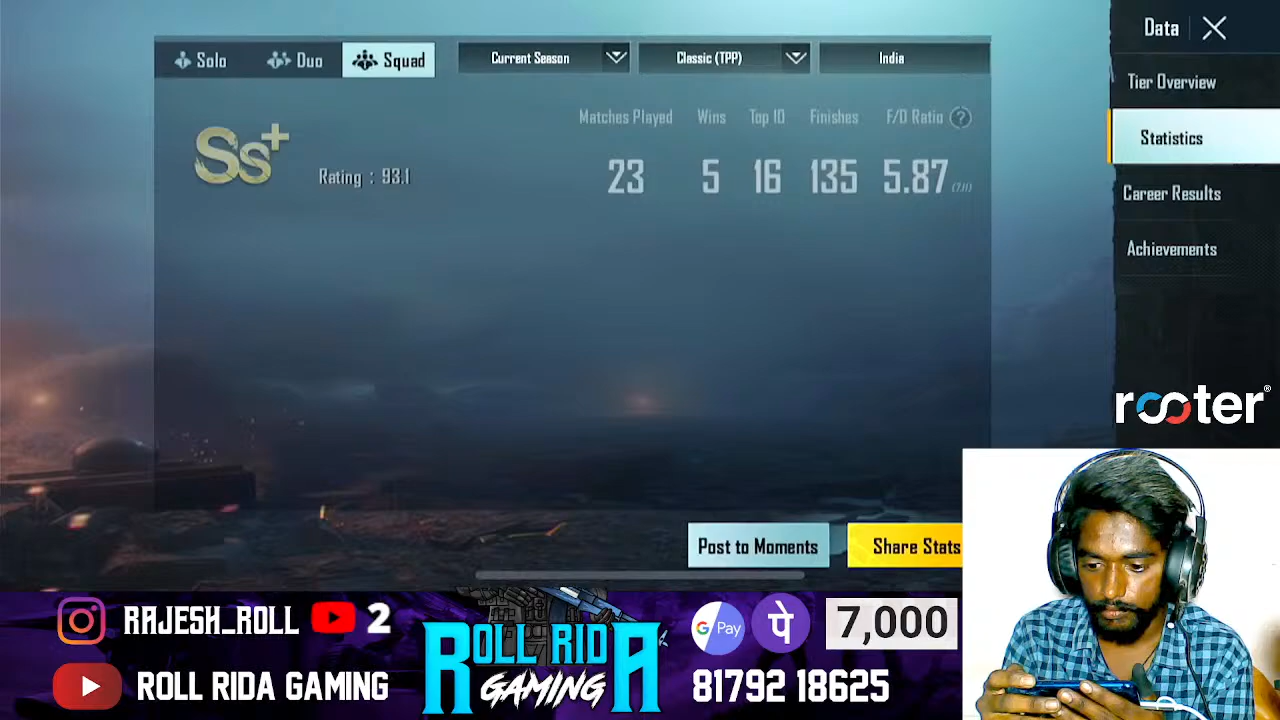 Solo Duo Squad Current Season Classic (TPP) India
Data
Tier Overview
Statistics
Career Results
Achievements
Matches Played Wins Top 10 Finishes F/D Ratio ?
Ss+ Rating : 93.1 23 5 16 135 5.87
rooter®
Post to Moments Share Stats
RAJESH_ROLL 2
ROLL RIDA GAMING
ROLL RIDA
GAMING
G Pay पे 7,000
81792 18625